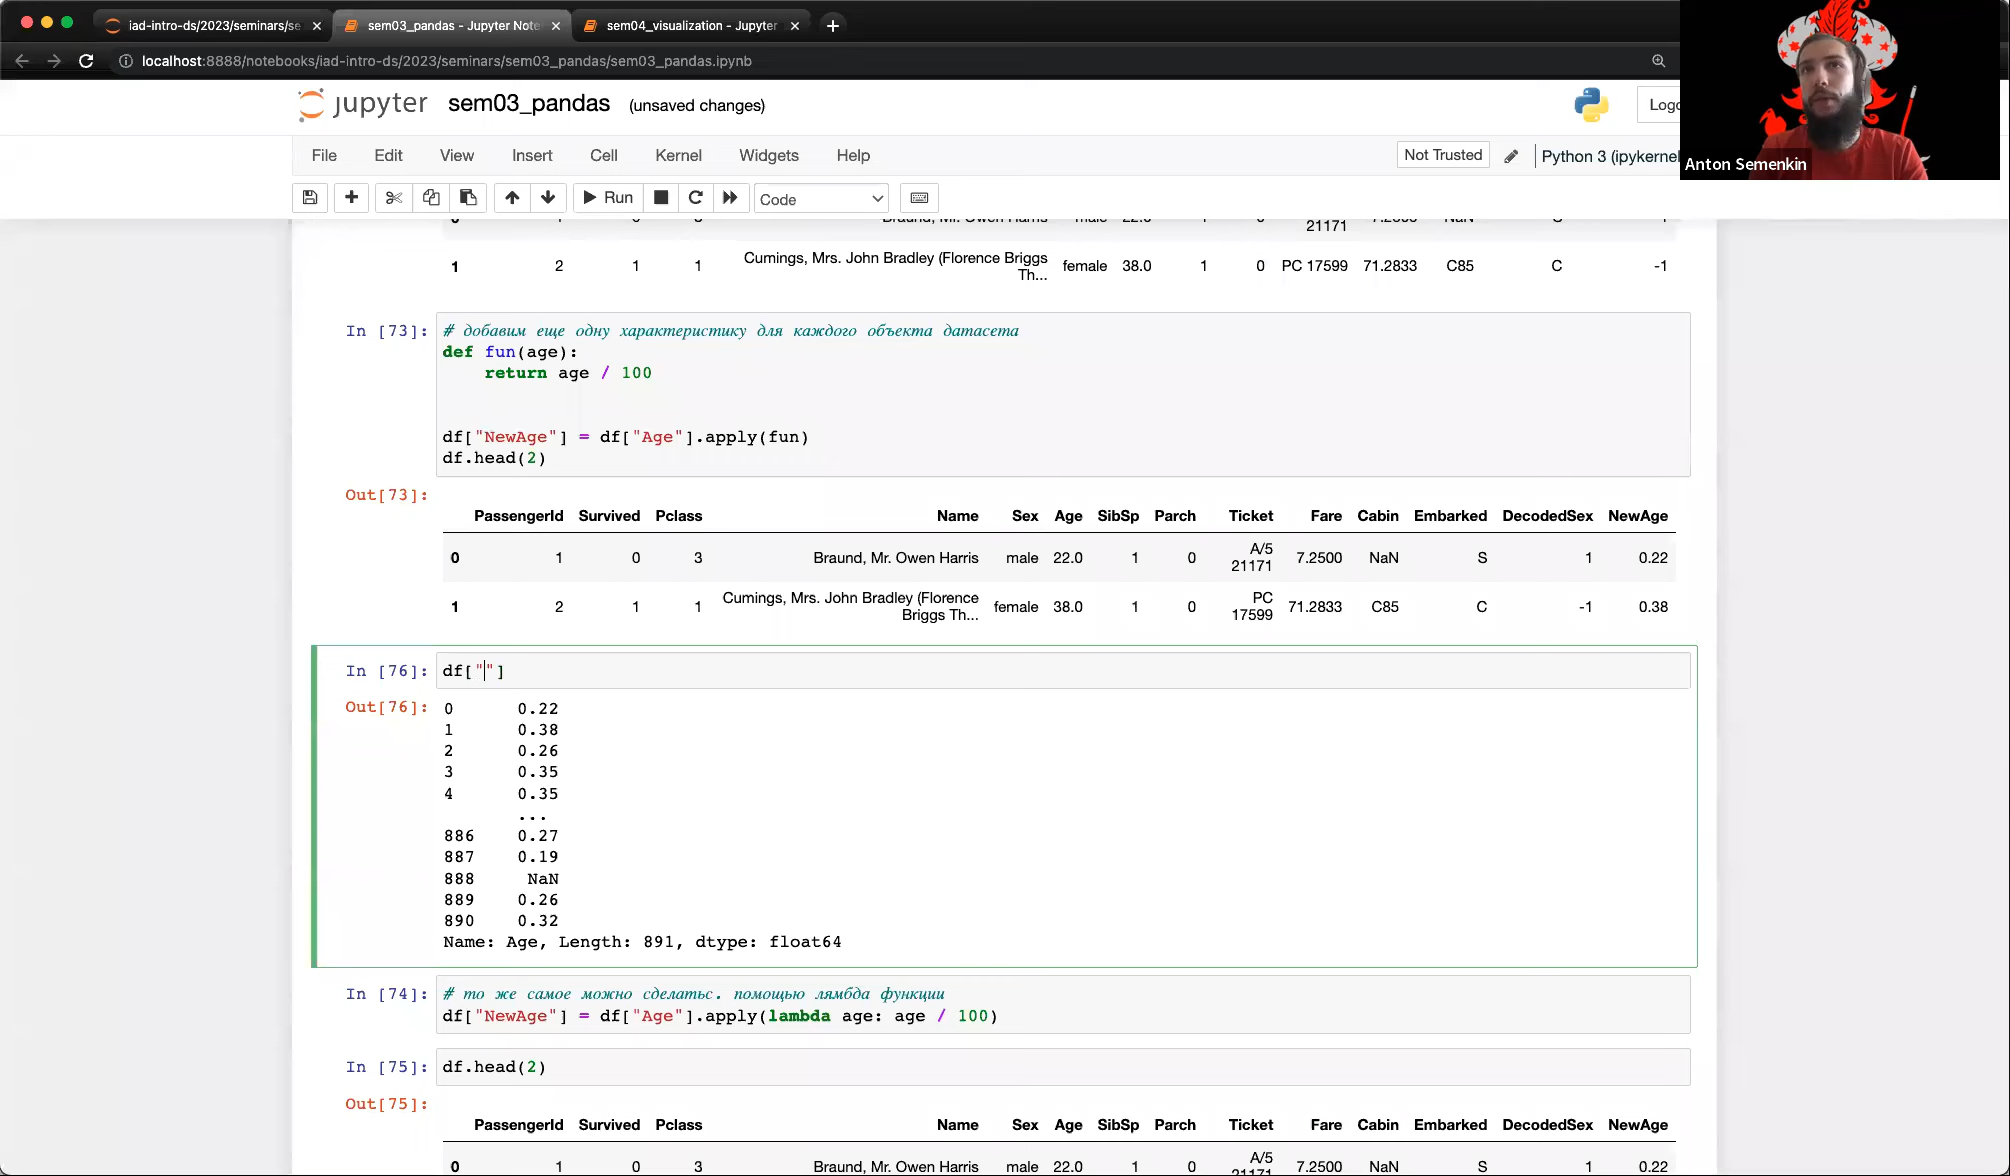 iad-intro-ds/2023/seminars/se
sem03_pandas - Jupyter Note
sem04_visualization - Jupyter
localhost:8888/notebooks/iad-intro-ds/2023/seminars/sem03_pandas/sem03_pandas.ipynb
jupyter sem03_pandas (unsaved changes)
Logo
File Edit View Insert Cell Kernel Widgets Help
Not Trusted Python 3 (ipykernel
Anton Semenkin
Run Code
Braund, Mr. Owen Harris male 22.0 1
21171 NaN
1 2 1 1 Cumings, Mrs. John Bradley (Florence Briggs
Th... female 38.0 1 0 PC 17599 71.2833 C85 C -1
In [73]: # добавим еще одну характеристику для каждого объекта датасета
def fun(age):
return age / 100
df["NewAge"] = df["Age"].apply(fun)
df.head(2)
Out[73]:
PassengerId Survived Pclass Name Sex Age SibSp Parch Ticket Fare Cabin Embarked DecodedSex NewAge
0 1 0 3 Braund, Mr. Owen Harris male 22.0 1 0 A/5
21171 7.2500 NaN S 1 0.22
1 2 1 1 Cumings, Mrs. John Bradley (Florence
Briggs Th... female 38.0 1 0 PC
17599 71.2833 C85 C -1 0.38
In [76]: df[""]
Out[76]: 0 0.22
1 0.38
2 0.26
3 0.35
4 0.35
...
886 0.27
887 0.19
888 NaN
889 0.26
890 0.32
Name: Age, Length: 891, dtype: float64
In [74]: # то же самое можно сделатьс. помощью лямбда функции
df["NewAge"] = df["Age"].apply(lambda age: age / 100)
In [75]: df.head(2)
Out[75]:
PassengerId Survived Pclass Name Sex Age SibSp Parch Ticket Fare Cabin Embarked DecodedSex NewAge
0 1 0 3 Braund, Mr. Owen Harris male 22.0 1 0 A/5
21171 7.2500 NaN S 1 0.22